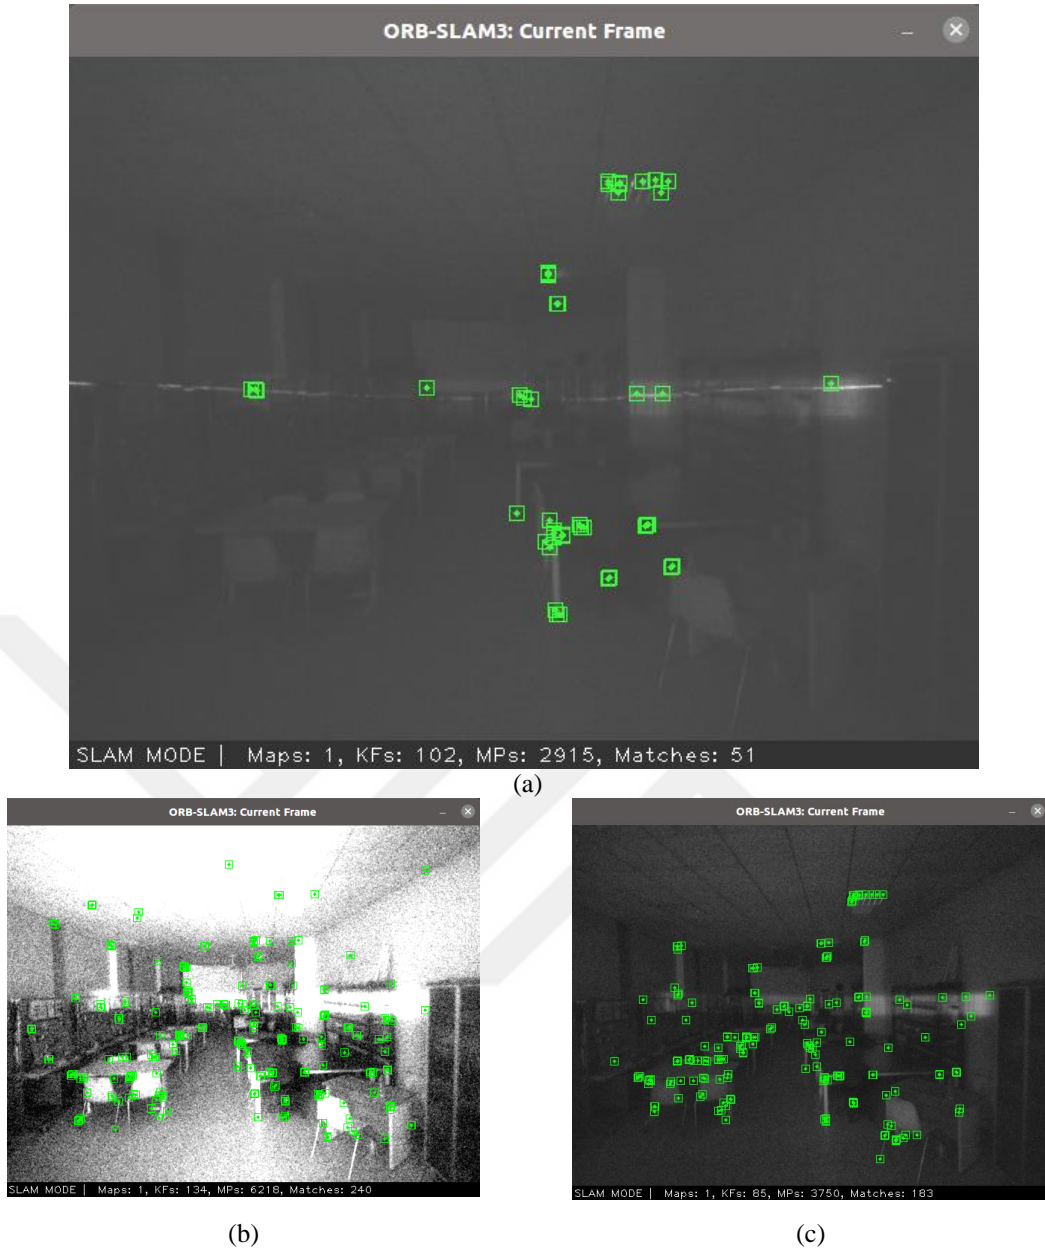 ORB-SLAM3: Current Frame
SLAM MODE | Maps: 1, KFs: 102, MPs: 2915, Matches: 51
(a)
ORB-SLAM3: Current Frame
SLAM MODE | Maps: 1, KFs: 134, MPs: 6218, Matches: 240
(b)
ORB-SLAM3: Current Frame
SLAM MODE | Maps: 1, KFs: 85, MPs: 3750, Matches: 183
(c)